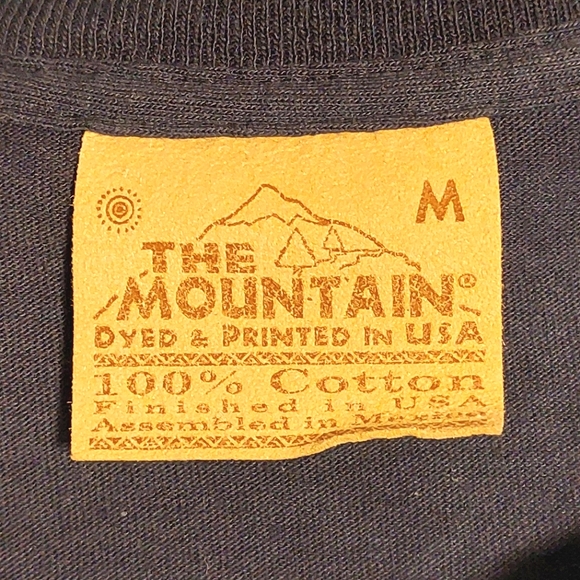 M
THE
MOUNTAIN®
DYED & PRINTED IN USA
100% Cotton
Finished in USA
Assembled in Mexico